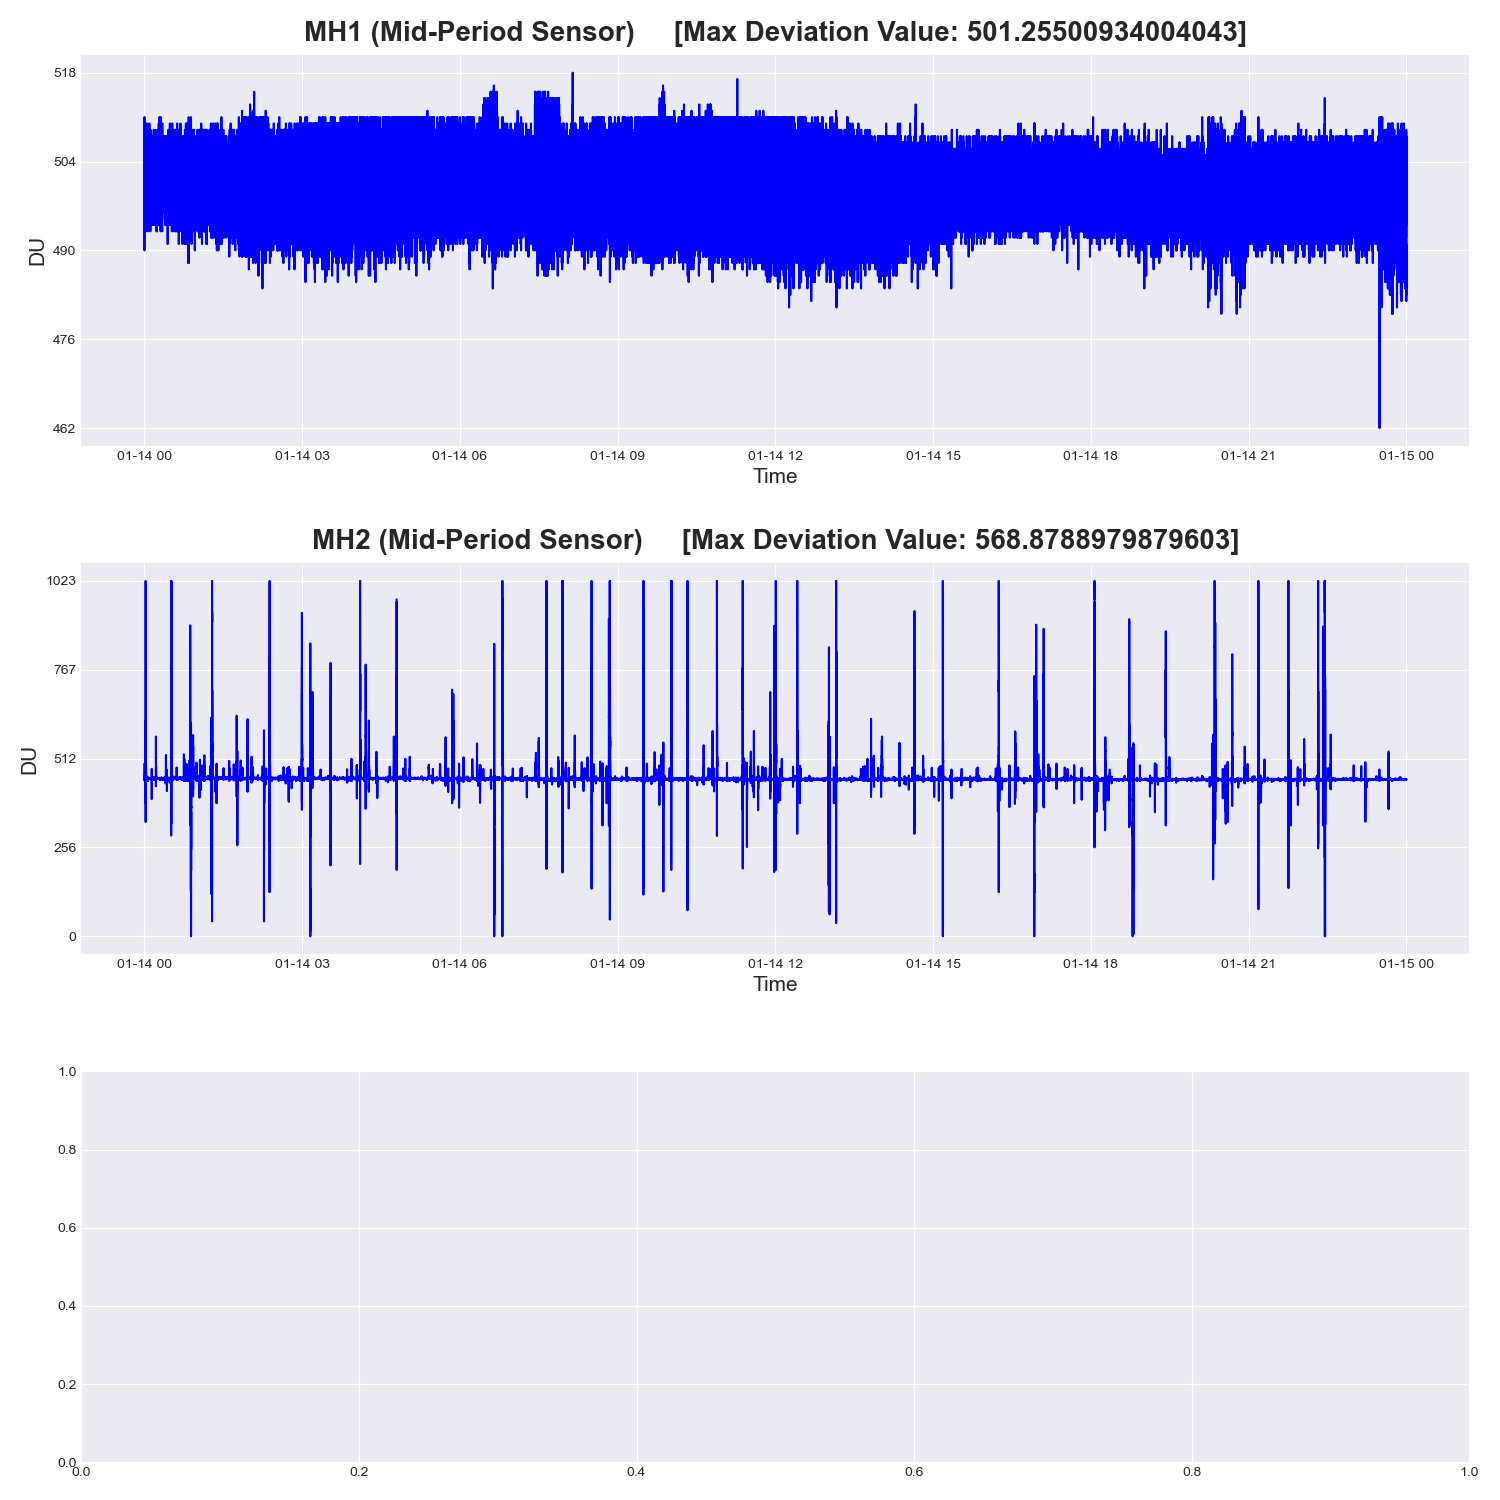 MH1 (Mid-Period Sensor) [Max Deviation Value: 501.25500934004043]
518
504
490
476
462
DU
01-14 00 01-14 03 01-14 06 01-14 09 01-14 12 01-14 15 01-14 18 01-14 21 01-15 00
Time
MH2 (Mid-Period Sensor) [Max Deviation Value: 568.8788979879603]
1023
767
512
256
0
DU
01-14 00 01-14 03 01-14 06 01-14 09 01-14 12 01-14 15 01-14 18 01-14 21 01-15 00
Time
1.0
0.8
0.6
0.4
0.2
0.0
0.0 0.2 0.4 0.6 0.8 1.0